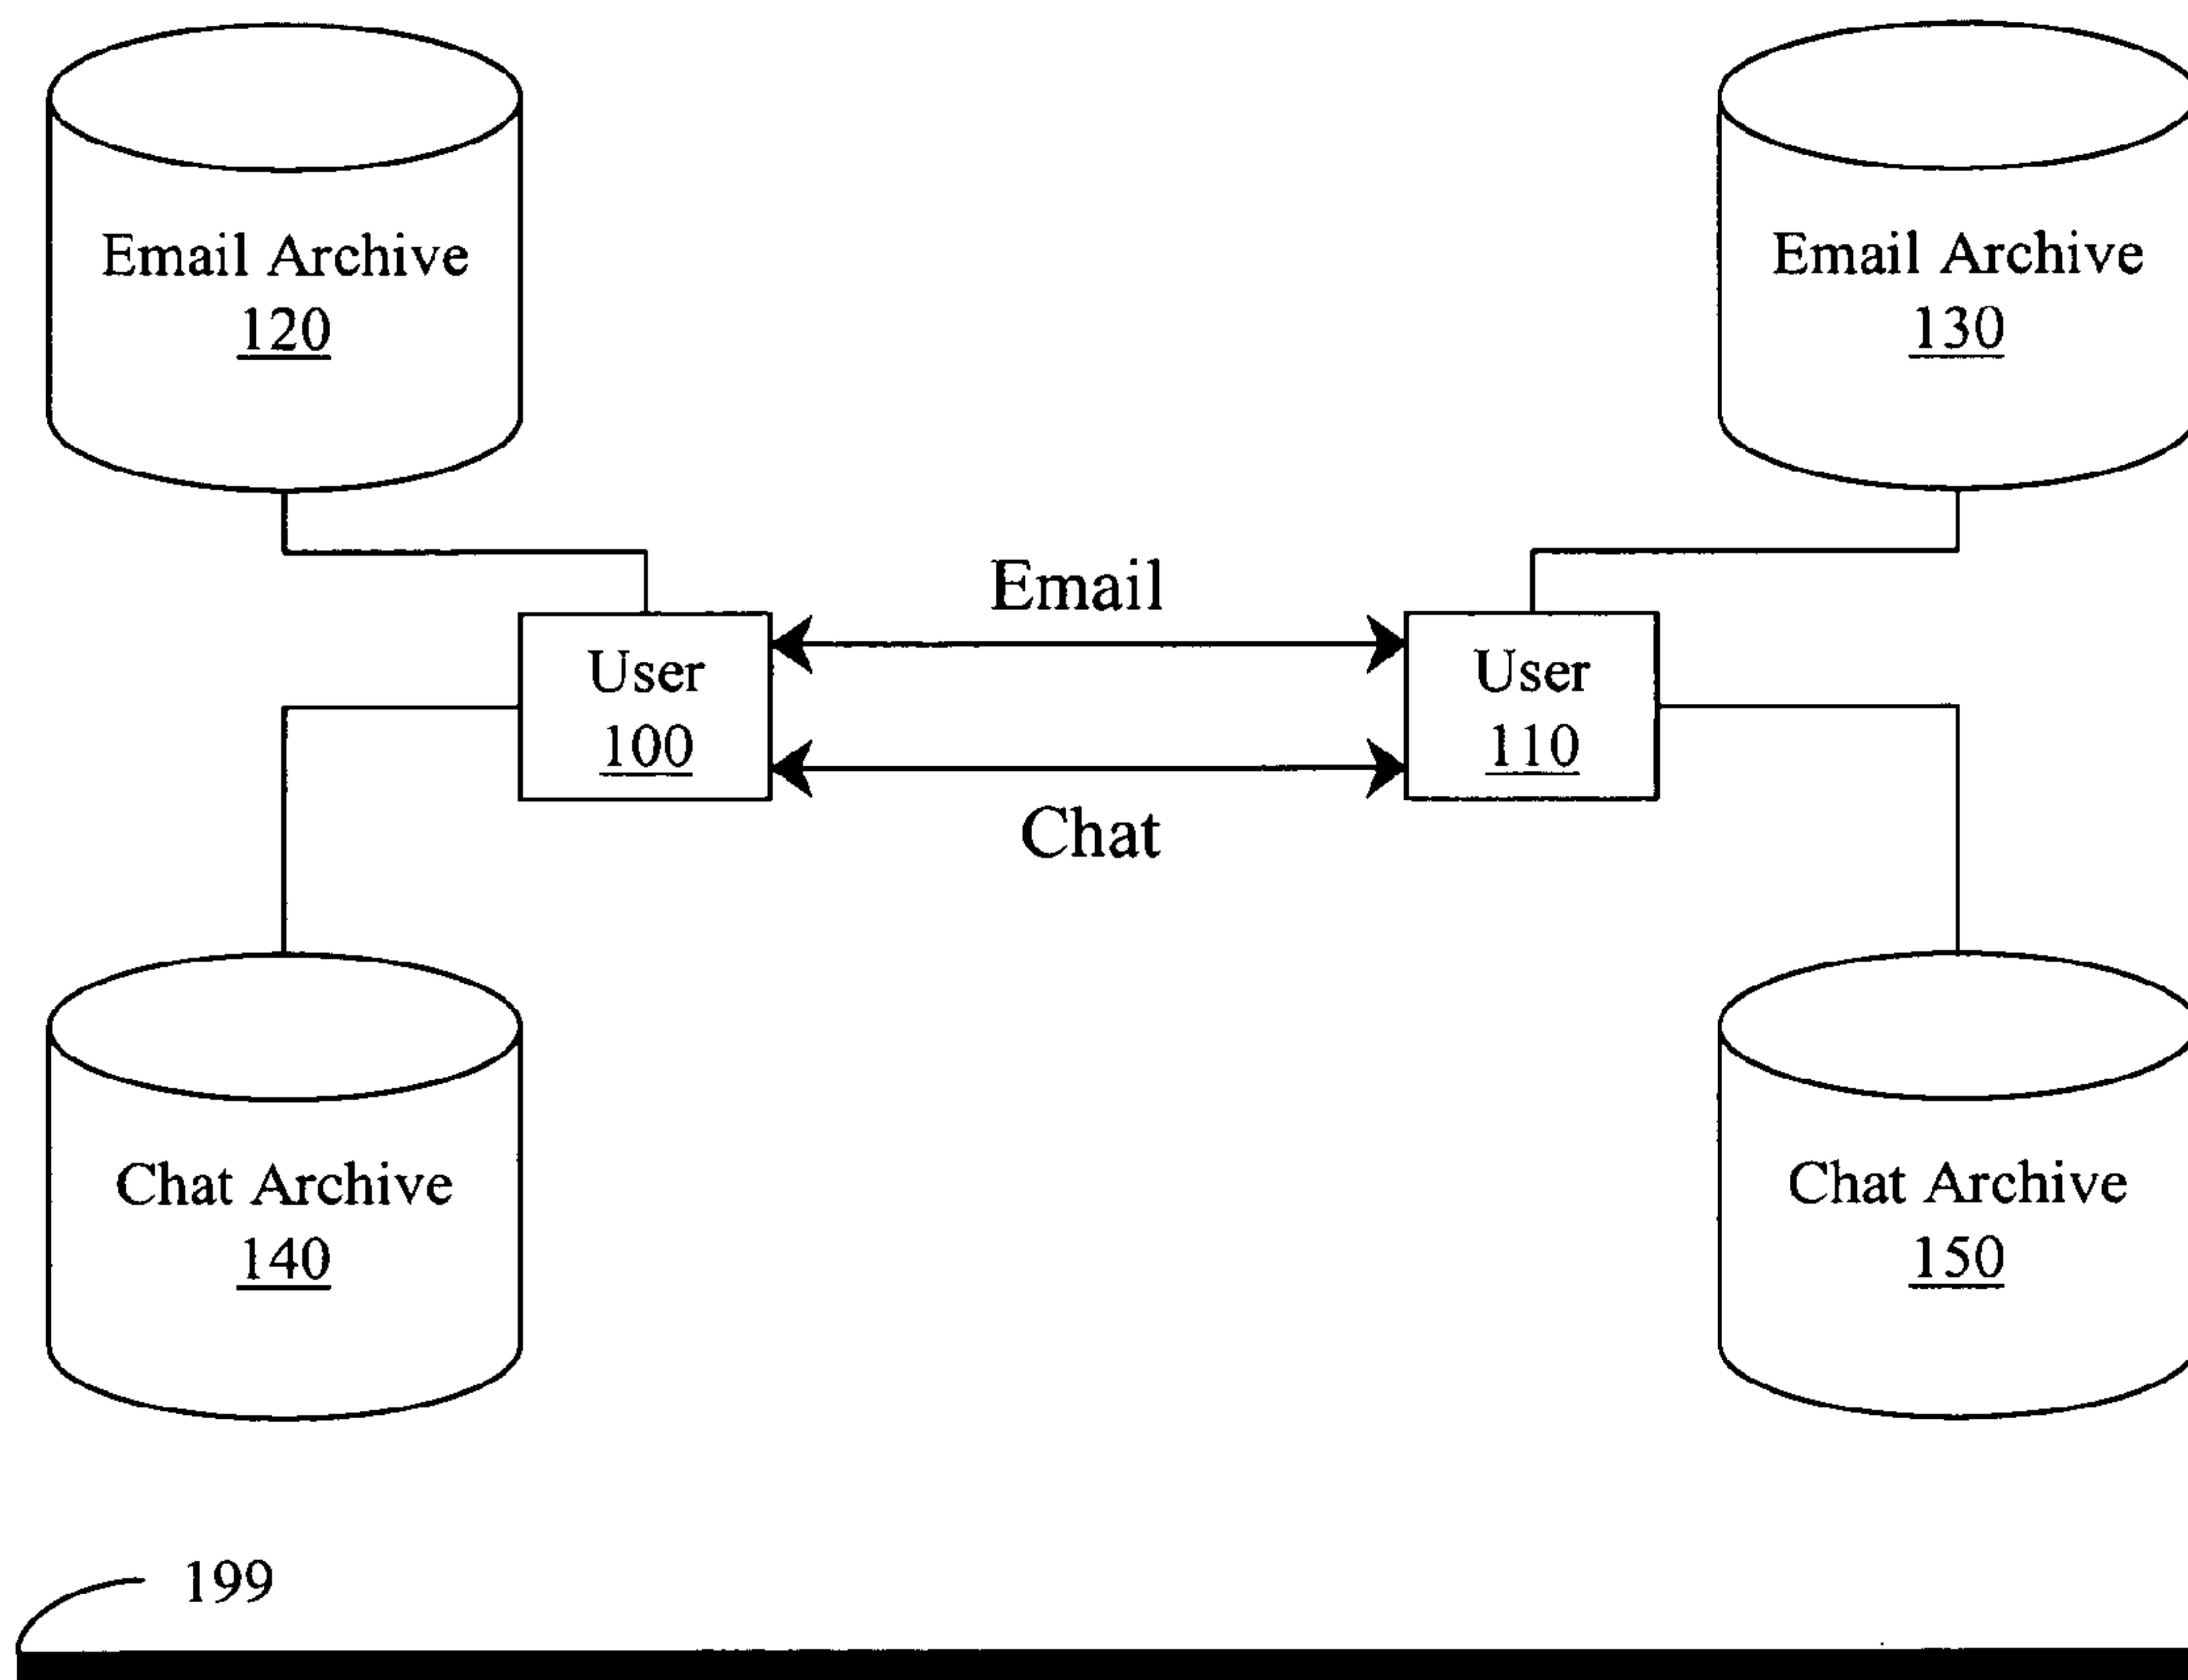 Email Archive
120
Email Archive
130
Email
User
100
User
110
Chat
Chat Archive
140
Chat Archive
150
199